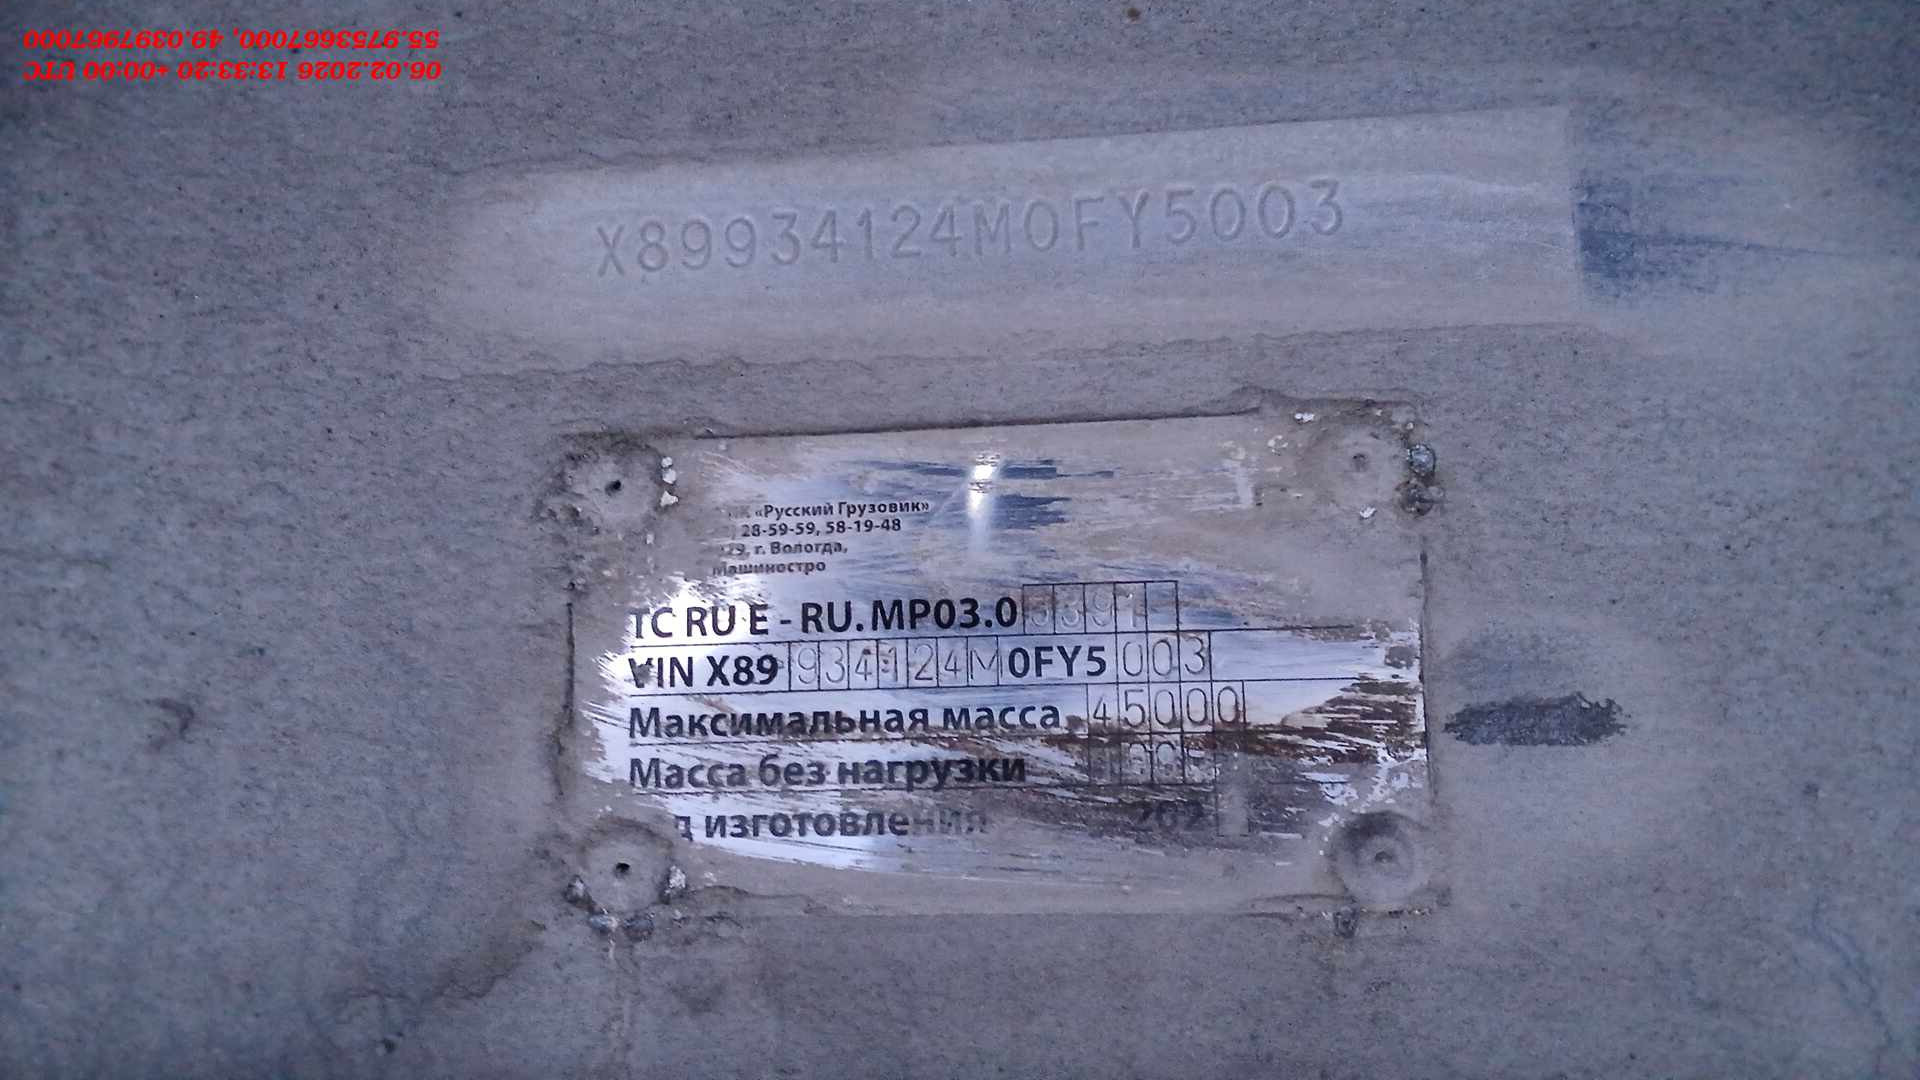 55.9753667000, 49.0397967000
06.02.2026 13:33:20 +00:00 UTC
X89934124M0FY5003
«Русский Грузовик»
28-59-59, 58-19-48
г. Вологда,
Машиностро
TC RU E - RU.MP03.0
VIN X89934124M0FY5003
Максимальная масса 45000
Масса без нагрузки
изготовления